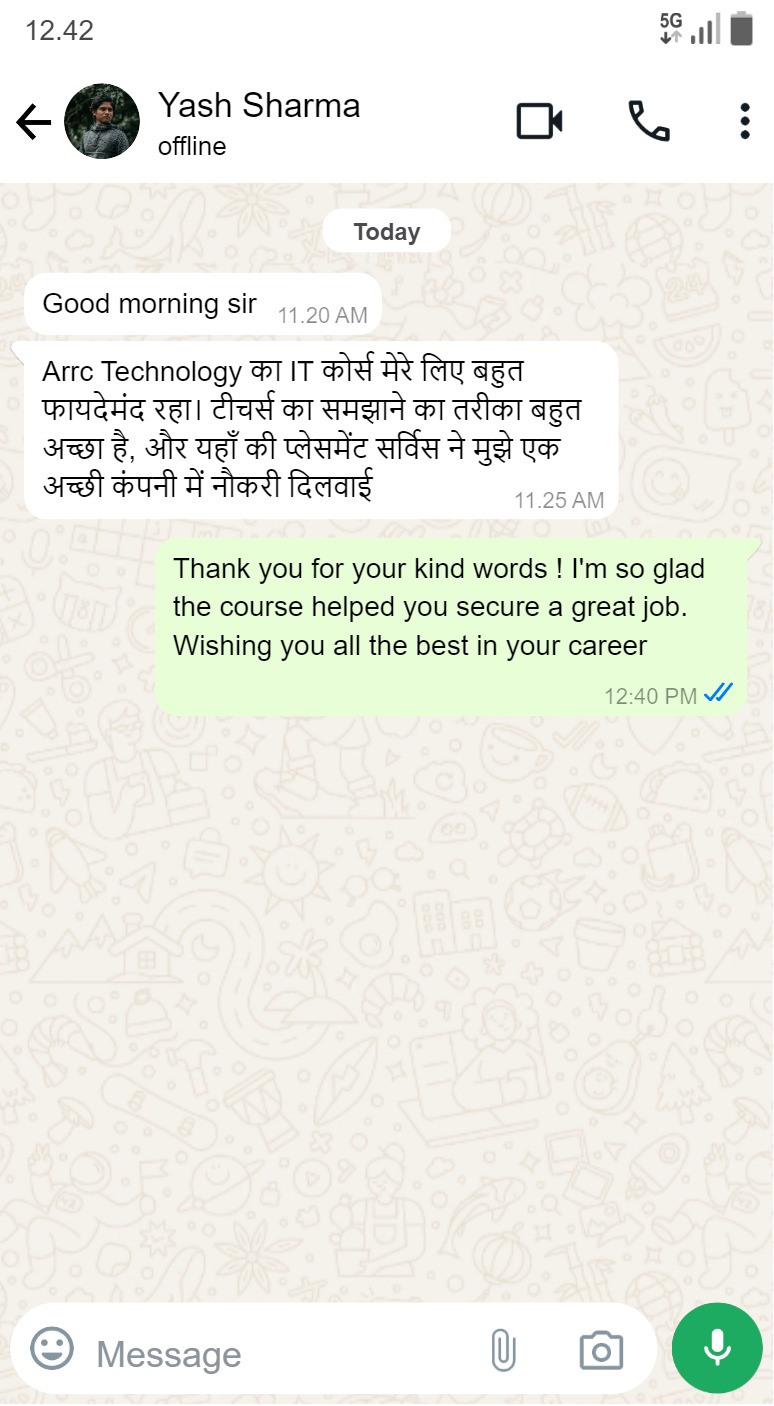 12.42
5G
Yash Sharma
offline
Today
Good morning sir
11.20 AM
Arrc Technology का IT कोर्स मेरे लिए बहुत
फायदेमंद रहा। टीचर्स का समझाने का तरीका बहुत
अच्छा है, और यहाँ की प्लेसमेंट सर्विस ने मुझे एक
अच्छी कंपनी में नौकरी दिलवाई
11.25 AM
Thank you for your kind words ! I'm so glad
the course helped you secure a great job.
Wishing you all the best in your career
12:40 PM
Message